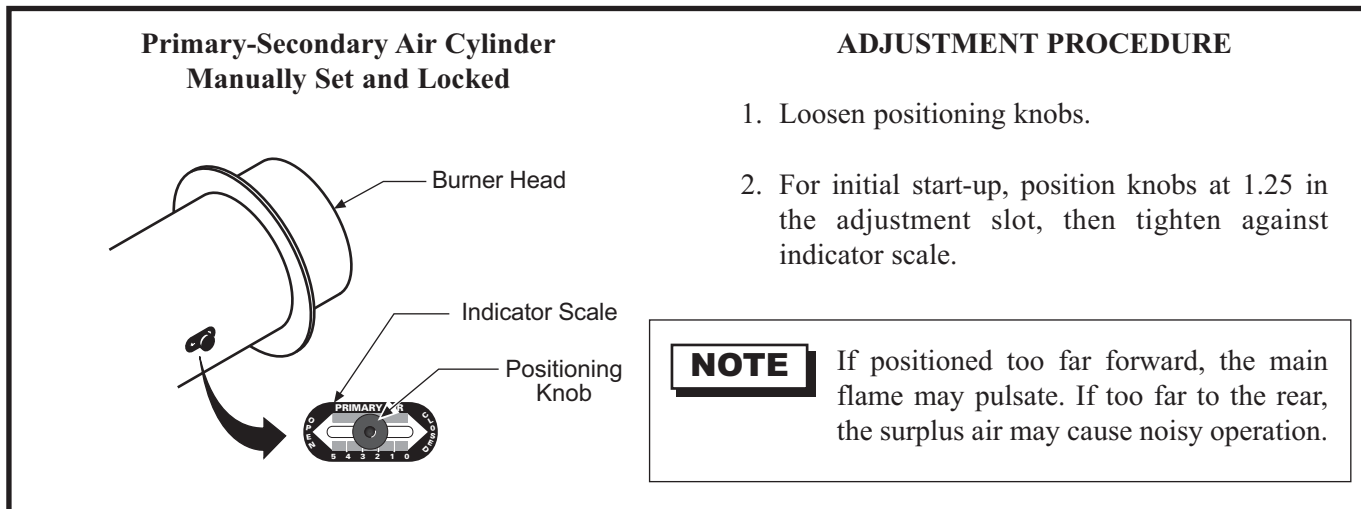 Primary-Secondary Air Cylinder
Manually Set and Locked
Burner Head
Indicator Scale
Positioning
Knob
PRIMARY AIR
OPEN
CLOSED
5 4 3 2 1 0
ADJUSTMENT PROCEDURE
1. Loosen positioning knobs.
2. For initial start-up, position knobs at 1.25 in
the adjustment slot, then tighten against
indicator scale.
NOTE
If positioned too far forward, the main
flame may pulsate. If too far to the rear,
the surplus air may cause noisy operation.